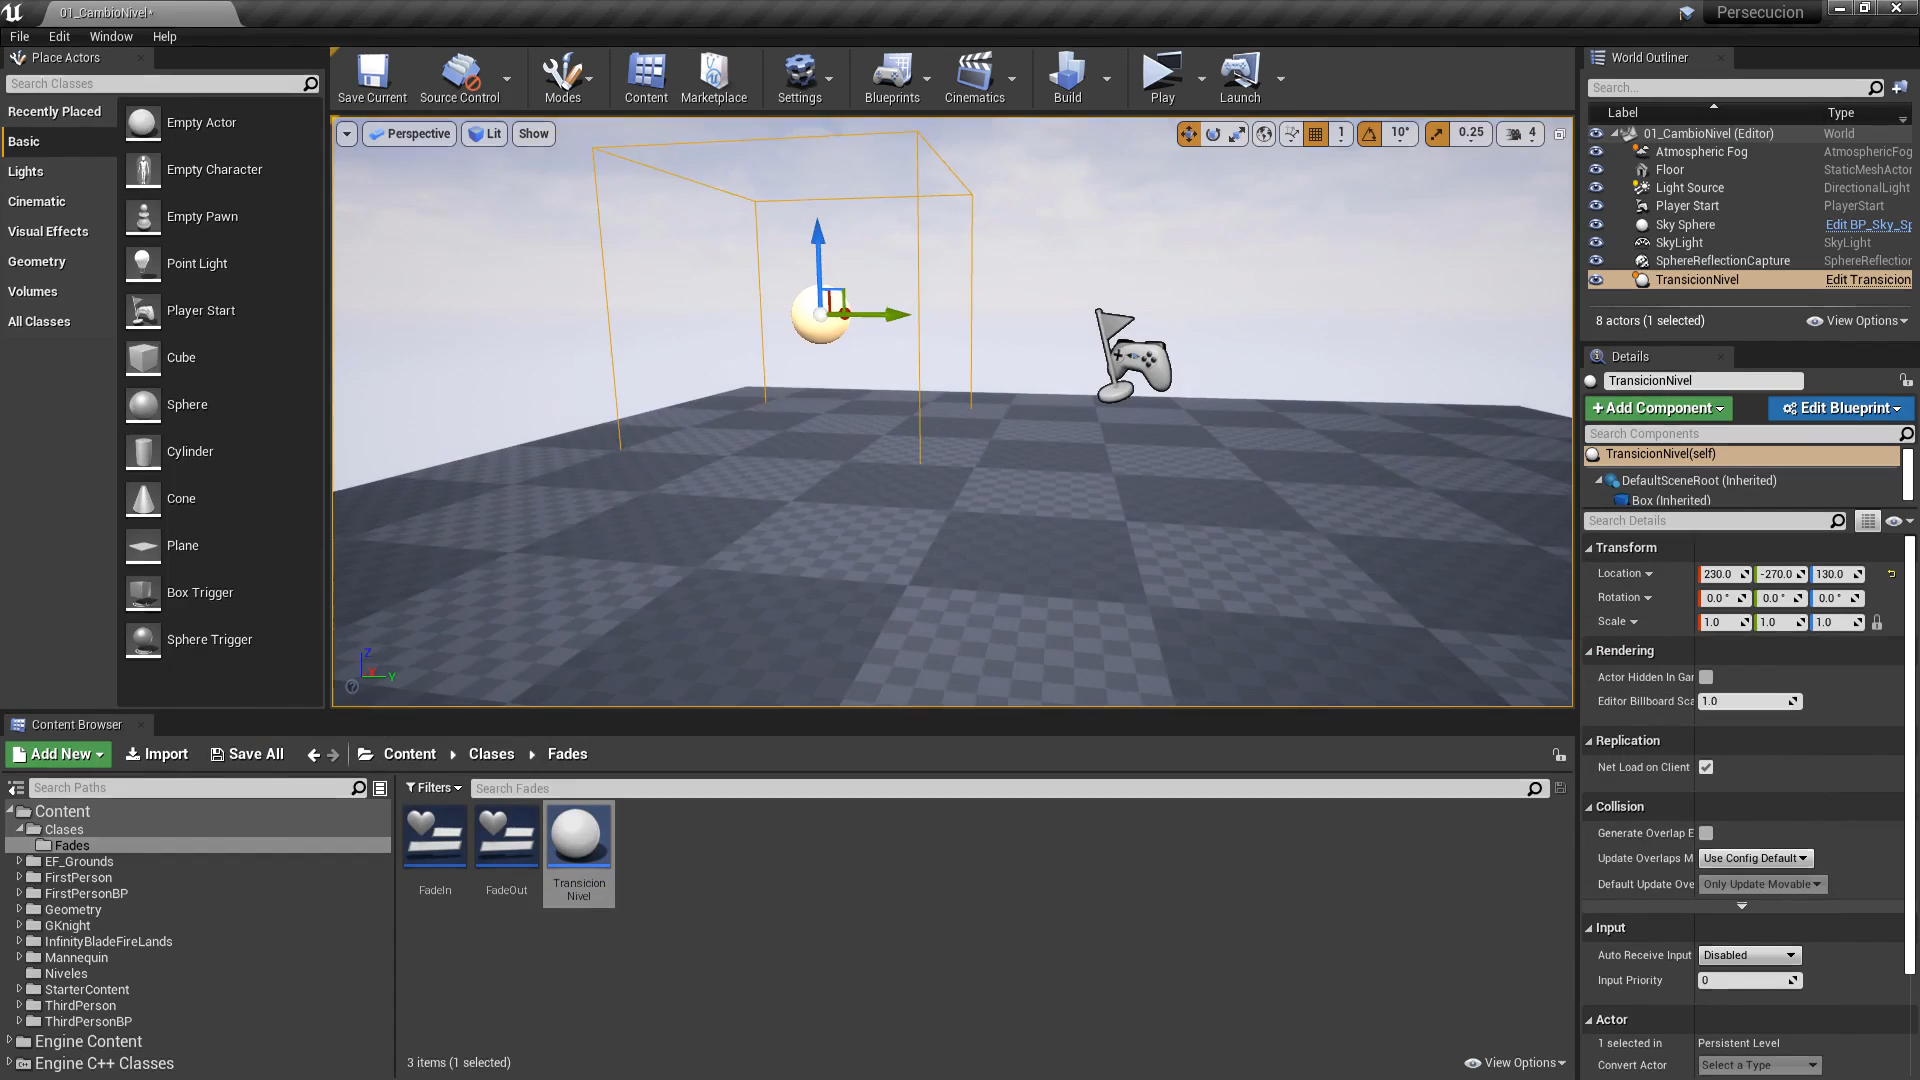 01_CambioNivel*
Persecucion
File
Edit
Window
Help
Place Actors
Search Classes
Recently Placed
Basic
Lights
Cinematic
Visual Effects
Geometry
Volumes
All Classes
Empty Actor
Empty Character
Empty Pawn
Point Light
Player Start
Cube
Sphere
Cylinder
Cone
Plane
Box Trigger
Sphere Trigger
Save Current
Source Control
Modes
Content
Marketplace
Settings
Blueprints
Cinematics
Build
Play
Launch
Perspective
Lit
Show
1
10°
0.25
4
Z
X
Y
World Outliner
Search...
Label
Type
01_CambioNivel (Editor)
World
Atmospheric Fog
AtmosphericFog
Floor
StaticMeshActor
Light Source
DirectionalLight
Player Start
PlayerStart
Sky Sphere
Edit BP_Sky_Sp
SkyLight
SkyLight
SphereReflectionCapture
SphereReflection
TransicionNivel
Edit Transicion
8 actors (1 selected)
View Options
Details
TransicionNivel
+ Add Component
Edit Blueprint
Search Components
TransicionNivel(self)
DefaultSceneRoot (Inherited)
Box (Inherited)
Search Details
Transform
Location
230.0
-270.0
130.0
Rotation
0.0 °
0.0 °
0.0 °
Scale
1.0
1.0
1.0
Rendering
Actor Hidden In Gar
Editor Billboard Sca
1.0
Replication
Net Load on Client
Collision
Generate Overlap E
Update Overlaps M
Use Config Default
Default Update Ove
Only Update Movable
Input
Auto Receive Input
Disabled
Input Priority
0
Actor
1 selected in
Persistent Level
Convert Actor
Select a Type
Content Browser
Add New
Import
Save All
Content
Clases
Fades
Search Paths
Filters
Search Fades
Content
Clases
Fades
EF_Grounds
FirstPerson
FirstPersonBP
Geometry
GKnight
InfinityBladeFireLands
Mannequin
Niveles
StarterContent
ThirdPerson
ThirdPersonBP
Engine Content
Engine C++ Classes
FadeIn
FadeOut
Transicion
Nivel
3 items (1 selected)
View Options